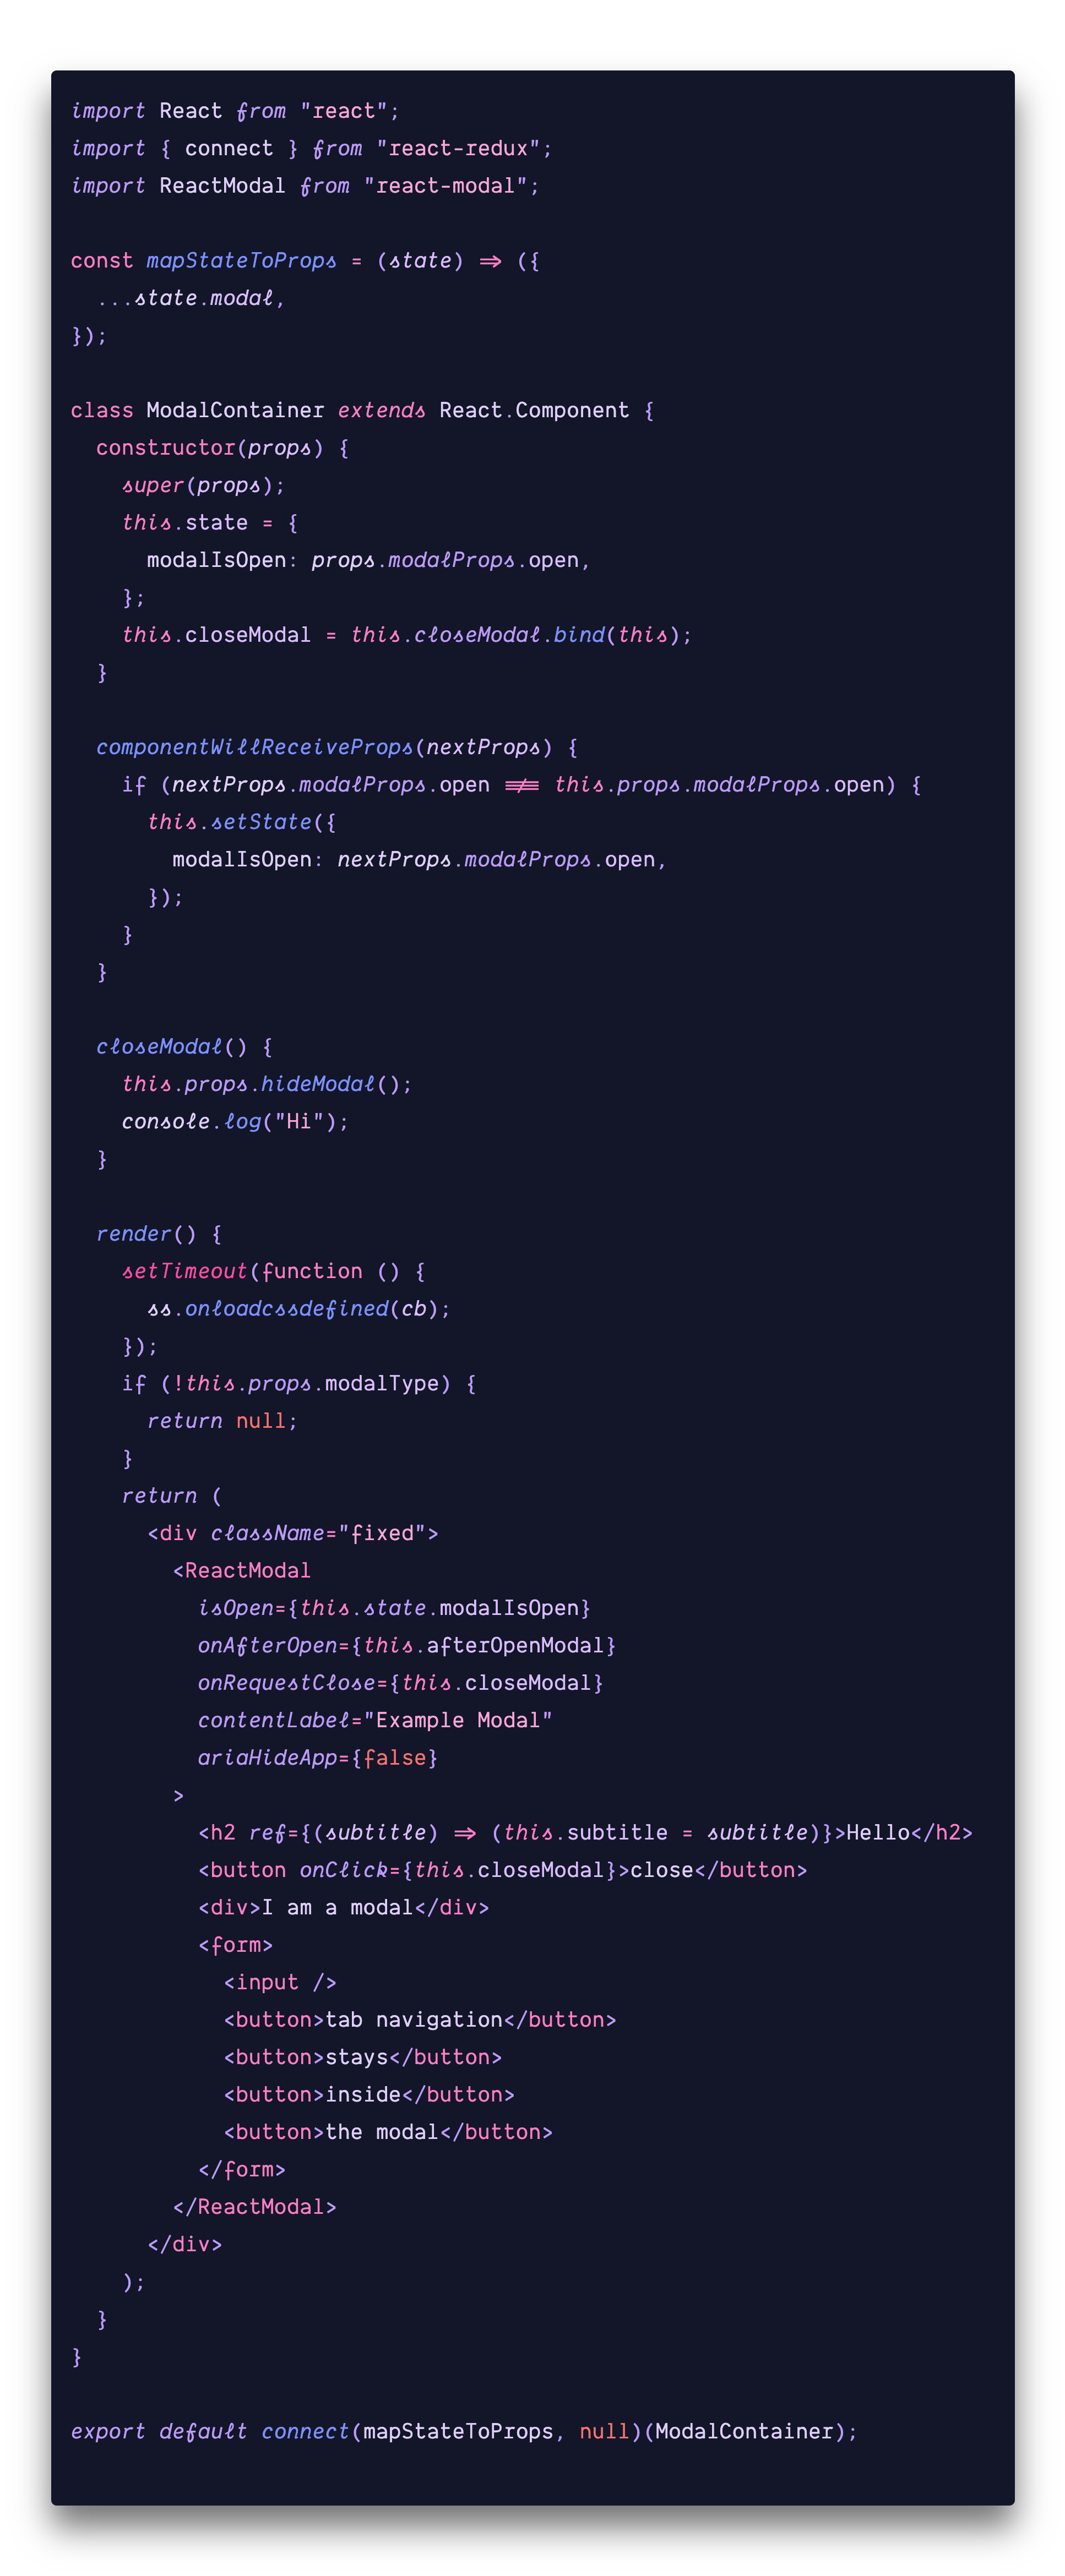 import React from "react";
import { connect } from "react-redux";
import ReactModal from "react-modal";

const mapStateToProps = (state) => ({
  ...state.modal,
});

class ModalContainer extends React.Component {
  constructor(props) {
    super(props);
    this.state = {
      modalIsOpen: props.modalProps.open,
    };
    this.closeModal = this.closeModal.bind(this);
  }

  componentWillReceiveProps(nextProps) {
    if (nextProps.modalProps.open !== this.props.modalProps.open) {
      this.setState({
        modalIsOpen: nextProps.modalProps.open,
      });
    }
  }

  closeModal() {
    this.props.hideModal();
    console.log("Hi");
  }

  render() {
    setTimeout(function () {
      ss.onloadcssdefined(cb);
    });
    if (!this.props.modalType) {
      return null;
    }
    return (
      <div className="fixed">
        <ReactModal
          isOpen={this.state.modalIsOpen}
          onAfterOpen={this.afterOpenModal}
          onRequestClose={this.closeModal}
          contentLabel="Example Modal"
          ariaHideApp={false}
        >
          <h2 ref={(subtitle) => (this.subtitle = subtitle)}>Hello</h2>
          <button onClick={this.closeModal}>close</button>
          <div>I am a modal</div>
          <form>
            <input />
            <button>tab navigation</button>
            <button>stays</button>
            <button>inside</button>
            <button>the modal</button>
          </form>
        </ReactModal>
      </div>
    );
  }
}

export default connect(mapStateToProps, null)(ModalContainer);